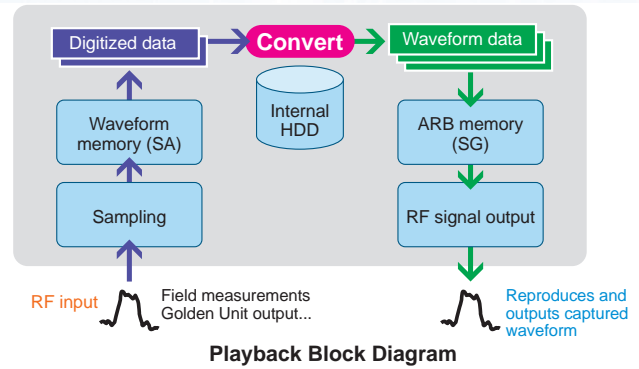 Digitized data
Convert
Waveform data
Internal
HDD
Waveform
memory (SA)
ARB memory
(SG)
Sampling
RF signal output
RF input
Field measurements
Golden Unit output...
Reproduces and
outputs captured
waveform
Playback Block Diagram